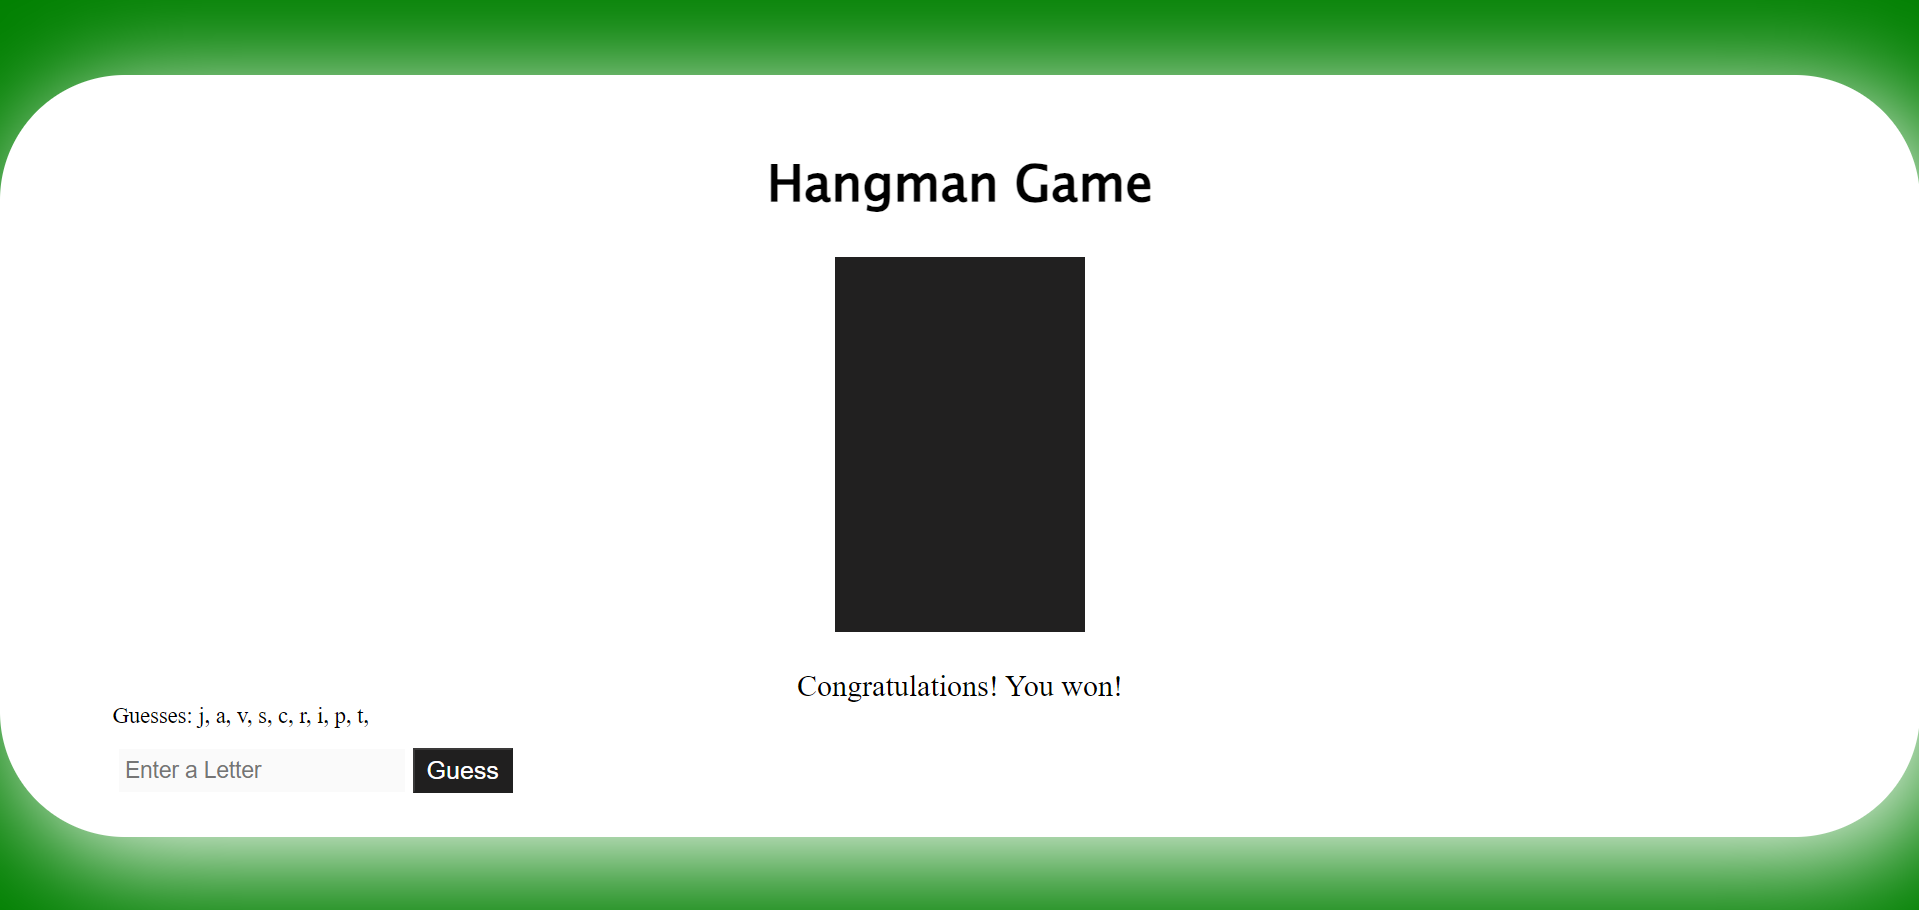 Hangman Game
Congratulations! You won!
Guesses: j, a, v, s, c, r, i, p, t,
Enter a Letter
Guess